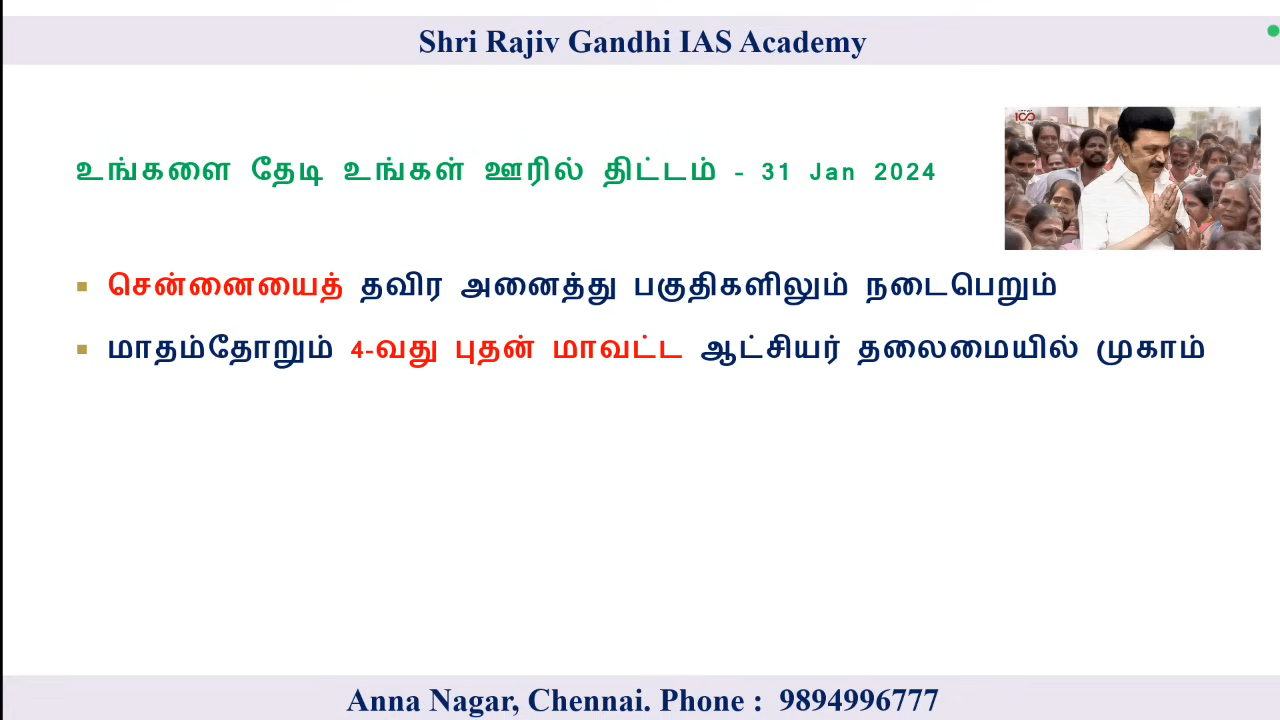 Shri Rajiv Gandhi IAS Academy
உங்களை தேடி உங்கள் ஊரில் திட்டம் - 31 Jan 2024
100
சென்னையைத் தவிர அனைத்து பகுதிகளிலும் நடைபெறும்
மாதம்தோறும் 4-வது புதன் மாவட்ட ஆட்சியர் தலைமையில் முகாம்
Anna Nagar, Chennai. Phone : 9894996777